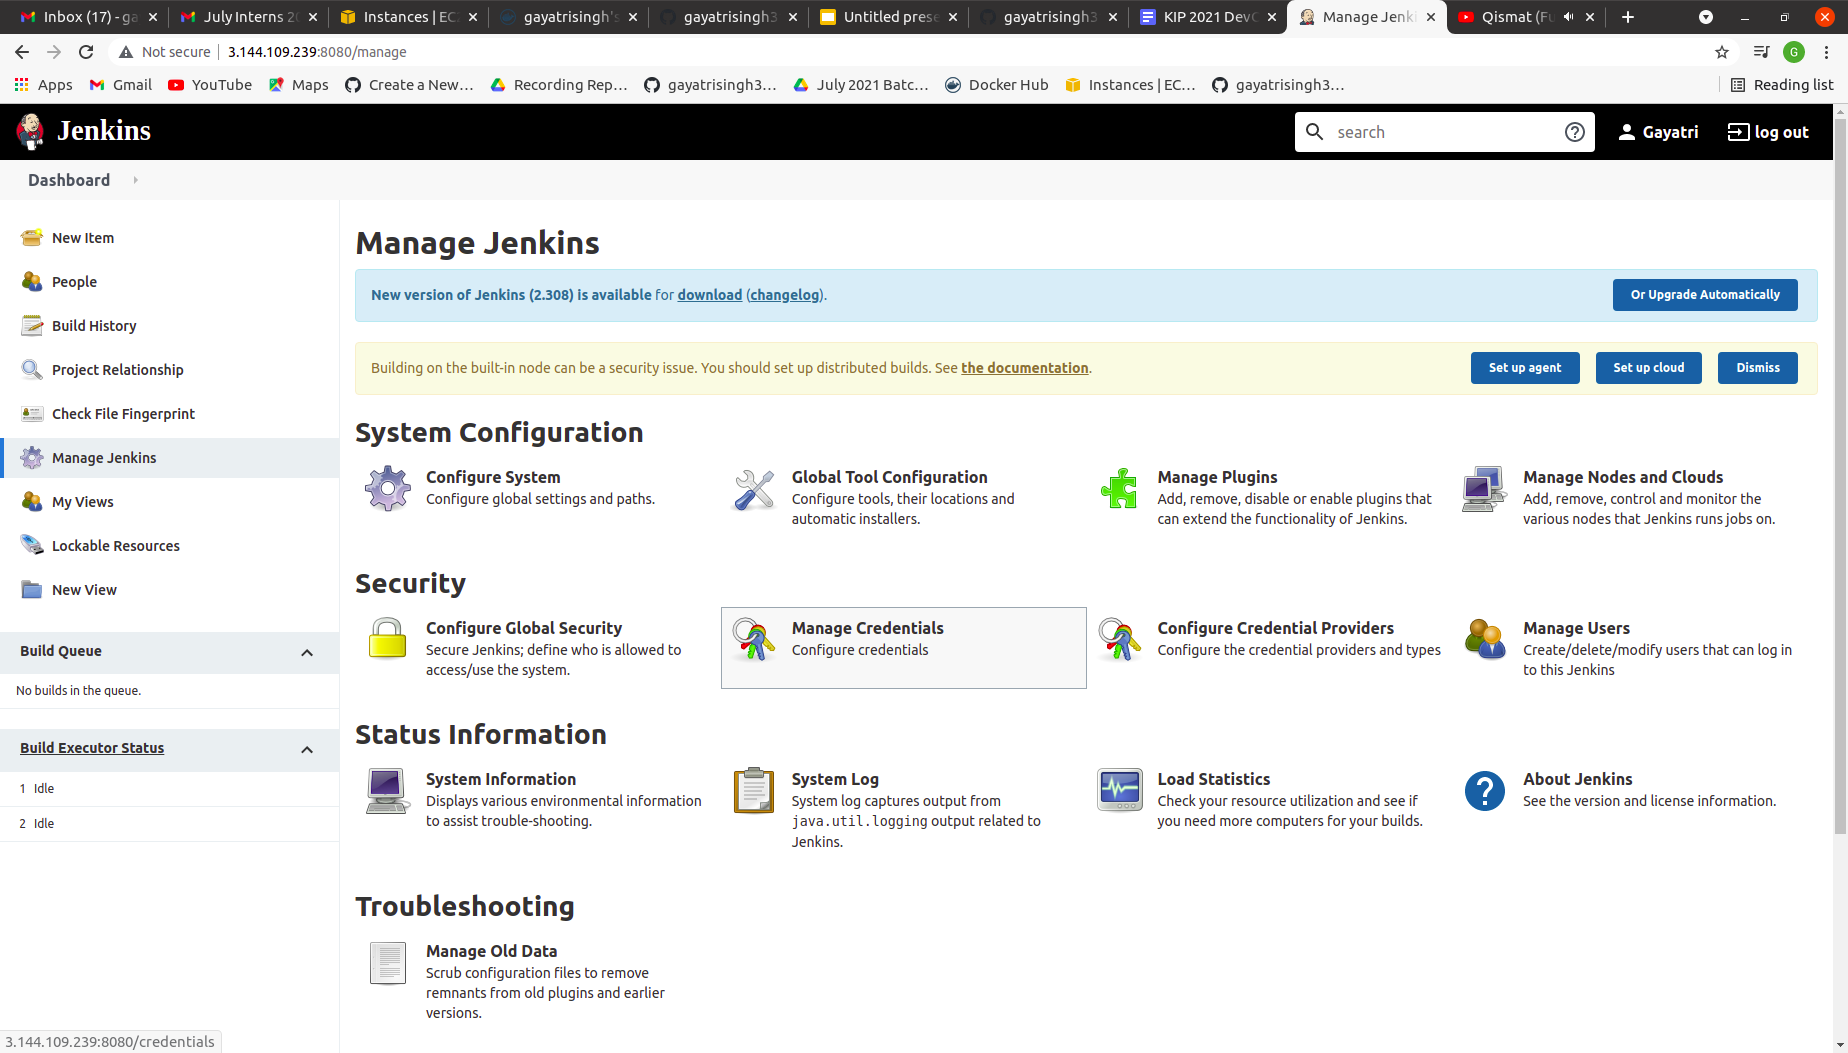 Inbox (17) - ga
July Interns 20
Instances | EC2
gayatrisingh's
gayatrisingh3
Untitled prese
gayatrisingh3
KIP 2021 DevO
Manage Jenki
Qismat (Fu
Not secure | 3.144.109.239:8080/manage
G
Apps Gmail YouTube Maps Create a New... Recording Rep... gayatrisingh3... July 2021 Batc... Docker Hub Instances | EC... gayatrisingh3... Reading list
Jenkins
search
Gayatri
log out
Dashboard
New Item
People
Build History
Project Relationship
Check File Fingerprint
Manage Jenkins
My Views
Lockable Resources
New View
Build Queue
No builds in the queue.
Build Executor Status
1 Idle
2 Idle
Manage Jenkins
New version of Jenkins (2.308) is available for download (changelog).
Or Upgrade Automatically
Building on the built-in node can be a security issue. You should set up distributed builds. See the documentation.
Set up agent
Set up cloud
Dismiss
System Configuration
Configure System
Configure global settings and paths.
Global Tool Configuration
Configure tools, their locations and
automatic installers.
Manage Plugins
Add, remove, disable or enable plugins that
can extend the functionality of Jenkins.
Manage Nodes and Clouds
Add, remove, control and monitor the
various nodes that Jenkins runs jobs on.
Security
Configure Global Security
Secure Jenkins; define who is allowed to
access/use the system.
Manage Credentials
Configure credentials
Configure Credential Providers
Configure the credential providers and types
Manage Users
Create/delete/modify users that can log in
to this Jenkins
Status Information
System Information
Displays various environmental information
to assist trouble-shooting.
System Log
System log captures output from
java.util.logging output related to
Jenkins.
Load Statistics
Check your resource utilization and see if
you need more computers for your builds.
?
About Jenkins
See the version and license information.
Troubleshooting
Manage Old Data
Scrub configuration files to remove
remnants from old plugins and earlier
versions.
3.144.109.239:8080/credentials